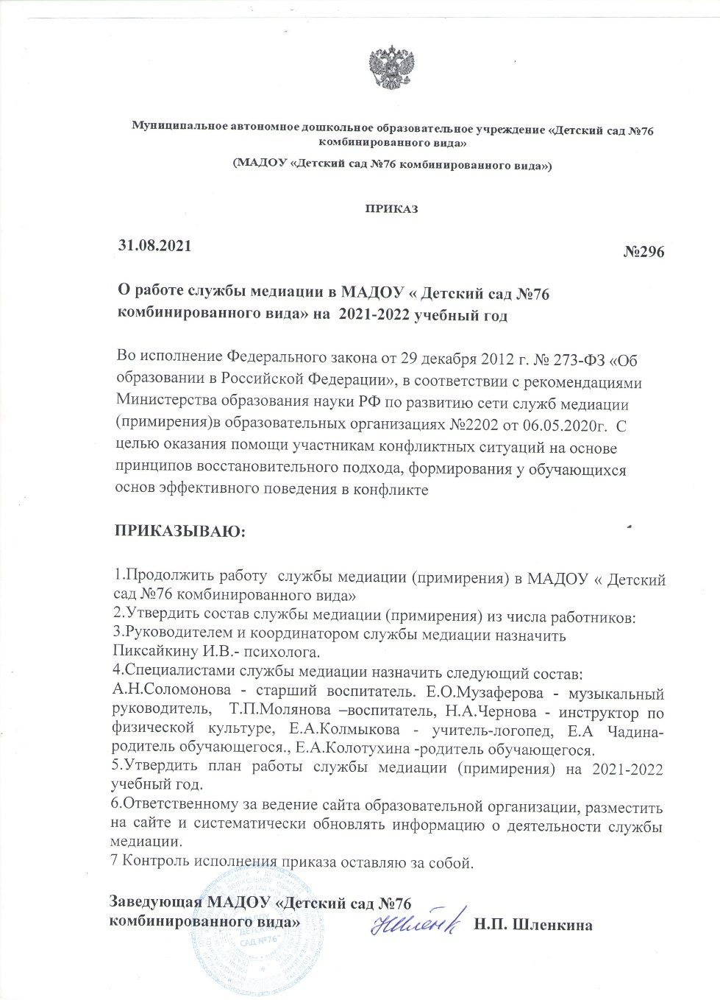 Муниципальное автономное дошкольное образовательное учреждение «Детский сад №76
комбинированного вида»
(МАДОУ «Детский сад №76 комбинированного вида»)
ПРИКАЗ
31.08.2021
№296
О работе службы медиации в МАДОУ « Детский сад №76
комбинированного вида» на 2021-2022 учебный год
Во исполнение Федерального закона от 29 декабря 2012 г. № 273-ФЗ «Об
образовании в Российской Федерации», в соответствии с рекомендациями
Министерства образования науки РФ по развитию сети служб медиации
(примирения)в образовательных организациях №2202 от 06.05.2020г. С
целью оказания помощи участникам конфликтных ситуаций на основе
принципов восстановительного подхода, формирования у обучающихся
основ эффективного поведения в конфликте
ПРИКАЗЫВАЮ:
1.Продолжить работу службы медиации (примирения) в МАДОУ « Детский
сад №76 комбинированного вида»
2.Утвердить состав службы медиации (примирения) из числа работников:
3.Руководителем и координатором службы медиации назначить
Пиксайкину И.В.- психолога.
4.Специалистами службы медиации назначить следующий состав:
А.Н.Соломонова - старший воспитатель. Е.О.Музаферова - музыкальный
руководитель, Т.П.Молянова –воспитатель, Н.А.Чернова - инструктор по
физической культуре, Е.А.Колмыкова - учитель-логопед, Е.А Чадина-
родитель обучающегося., Е.А.Колотухина -родитель обучающегося.
5.Утвердить план работы службы медиации (примирения) на 2021-2022
учебный год.
6.Ответственному за ведение сайта образовательной организации, разместить
на сайте и систематически обновлять информацию о деятельности службы
медиации.
7 Контроль исполнения приказа оставляю за собой.
Заведующая МАДОУ «Детский сад №76
комбинированного вида» Н.П. Шленкина
МАДОУ
"ДЕТСКИЙ
САД №76"